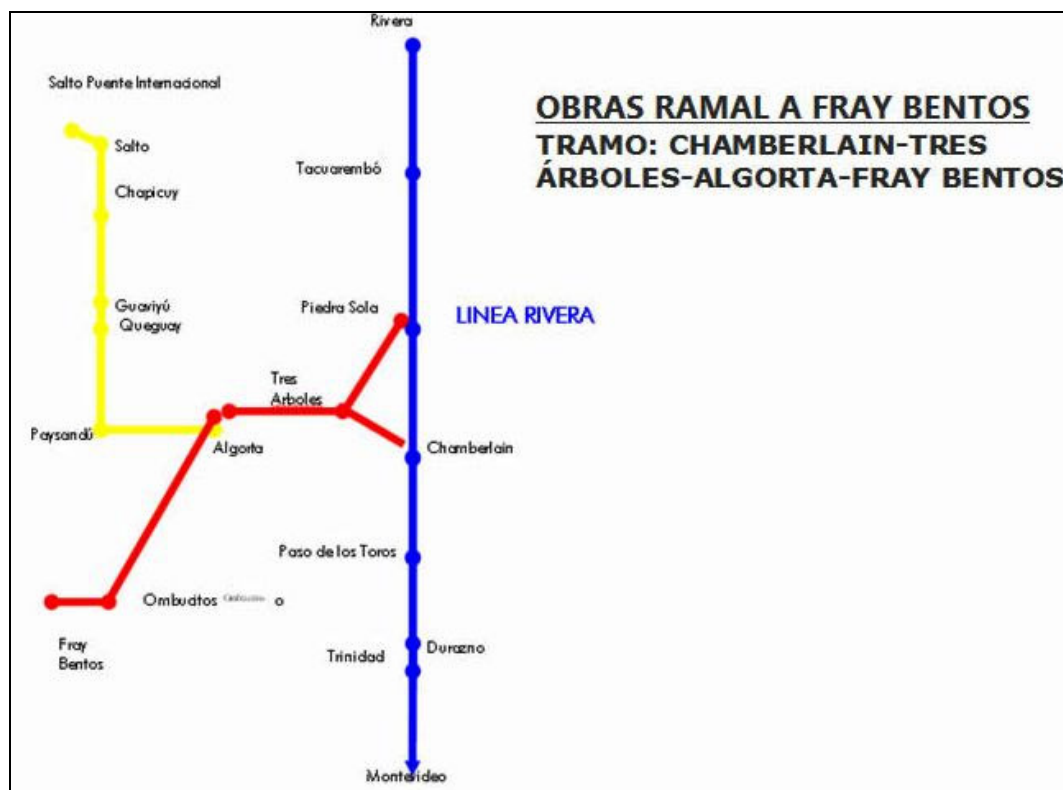 Rivera
Salto Puente Internacional
OBRAS RAMAL A FRAY BENTOS
TRAMO: CHAMBERLAIN-TRES
ÁRBOLES-ALGORTA-FRAY BENTOS
Salto
Tacuarembó
Chapicuy
Guaviyú
Queguay
Piedra Sola
LINEA RIVERA
Tres
Arboles
Paysandú
Algorta
Chamberlain
Paso de los Toros
Ombucitos
o
Fray
Bentos
Trinidad
Durazno
Montevideo